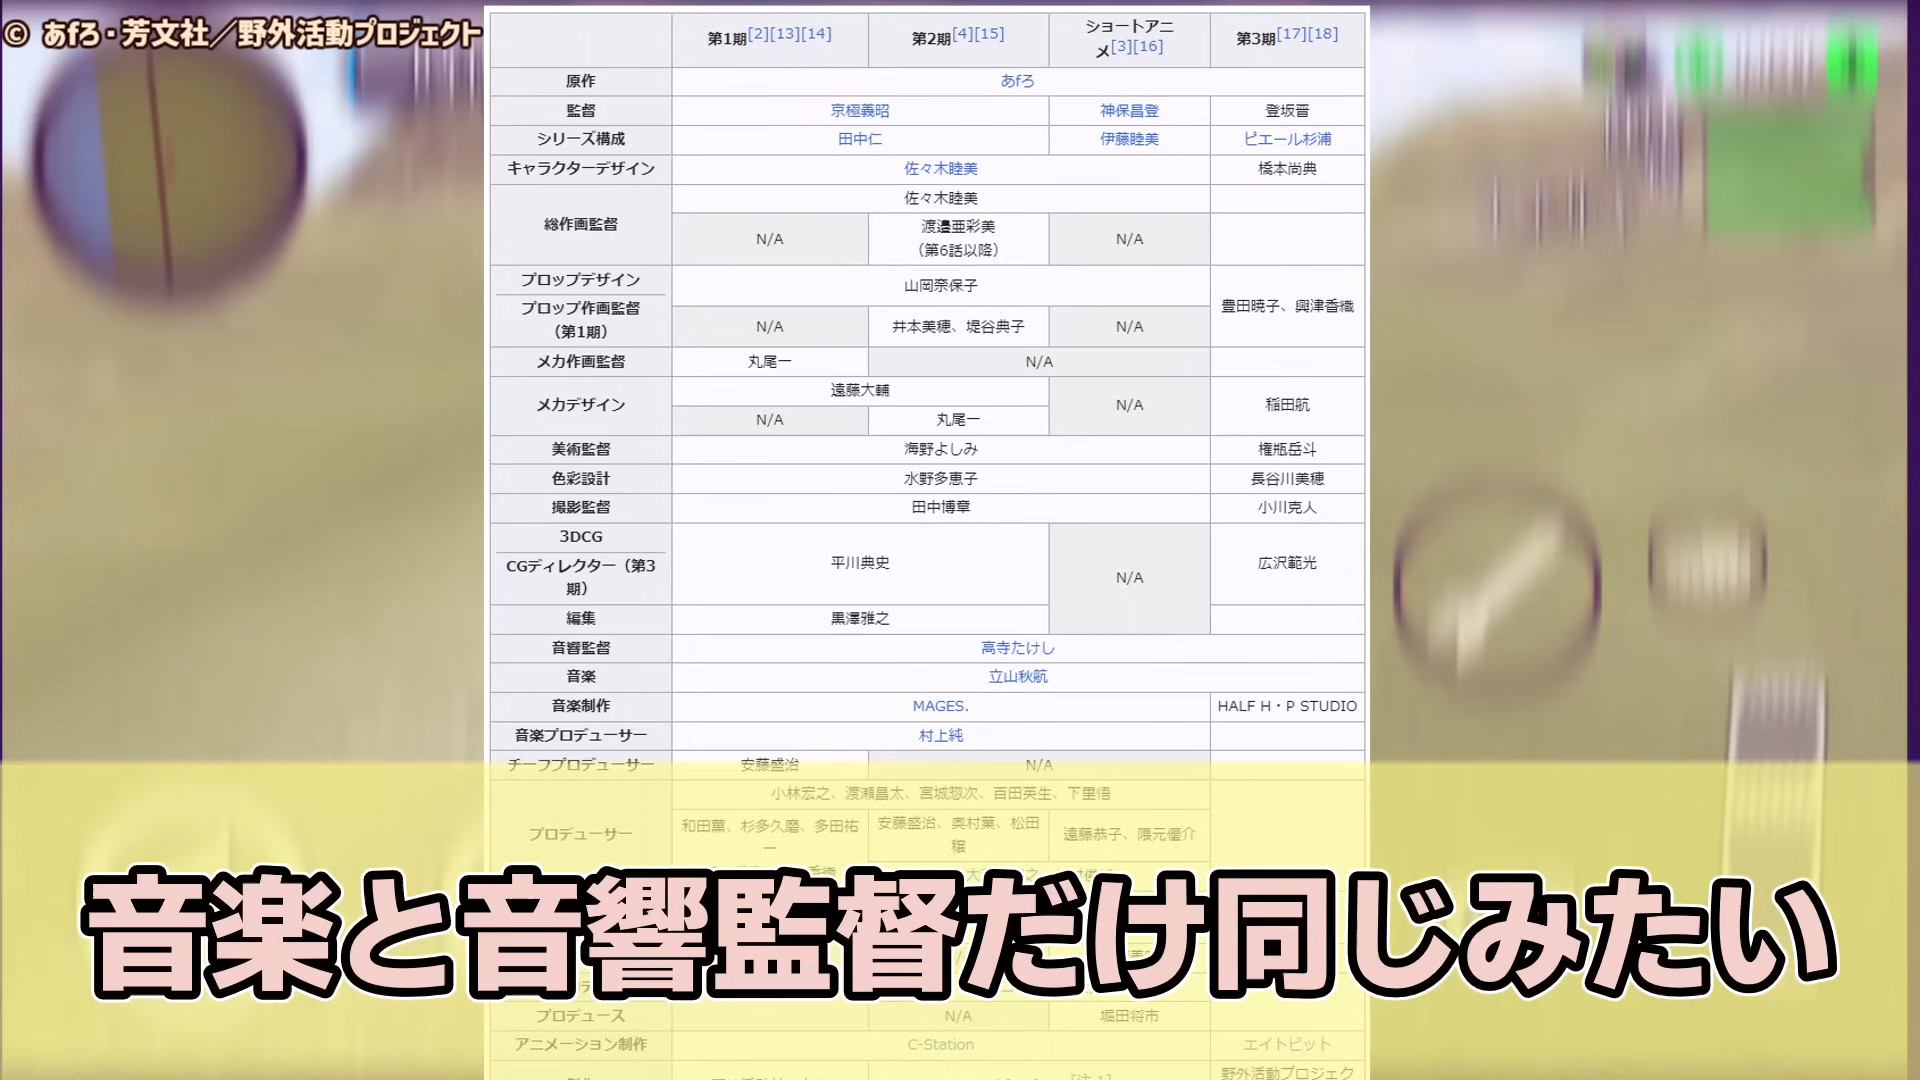 © あfろ・芳文社／野外活動プロジェクト
第1期[2][13][14] 第2期[4][15] ショートアニメ[3][16] 第3期[17][18]
原作 あfろ
監督 京極義昭 神保昌登 登坂晋
シリーズ構成 田中仁 伊藤睦美 ピエール杉浦
キャラクターデザイン 佐々木睦美 橋本尚典
総作画監督 佐々木睦美
N/A 渡邉亜彩美（第6話以降） N/A
プロップデザイン 山岡奈保子
プロップ作画監督（第1期） N/A 井本美穂、堤谷典子 N/A 豊田暁子、興津香織
メカ作画監督 丸尾一 N/A
メカデザイン 遠藤大輔 N/A 稲田航
N/A 丸尾一
美術監督 海野よしみ 権瓶岳斗
色彩設計 水野多恵子 長谷川美穂
撮影監督 田中博章 小川克人
3DCG
CGディレクター（第3期） 平川典史 N/A 広沢範光
編集 黒澤雅之
音響監督 高寺たけし
音楽 立山秋航
音楽制作 MAGES. HALF H・P STUDIO
音楽プロデューサー 村上純
チーフプロデューサー 安藤盛治 N/A
プロデューサー 小林宏之、渡瀬昌太、宮城惣次、百田英生、下里悟
和田薫、杉多久磨、多田祐一 安藤盛治、奥村葉、松田穣 遠藤恭子、隈元優介
音楽と音響監督だけ同じみたい
プロデュース N/A 堀田将市
アニメーション制作 C-Station エイトビット
野外活動プロジェク